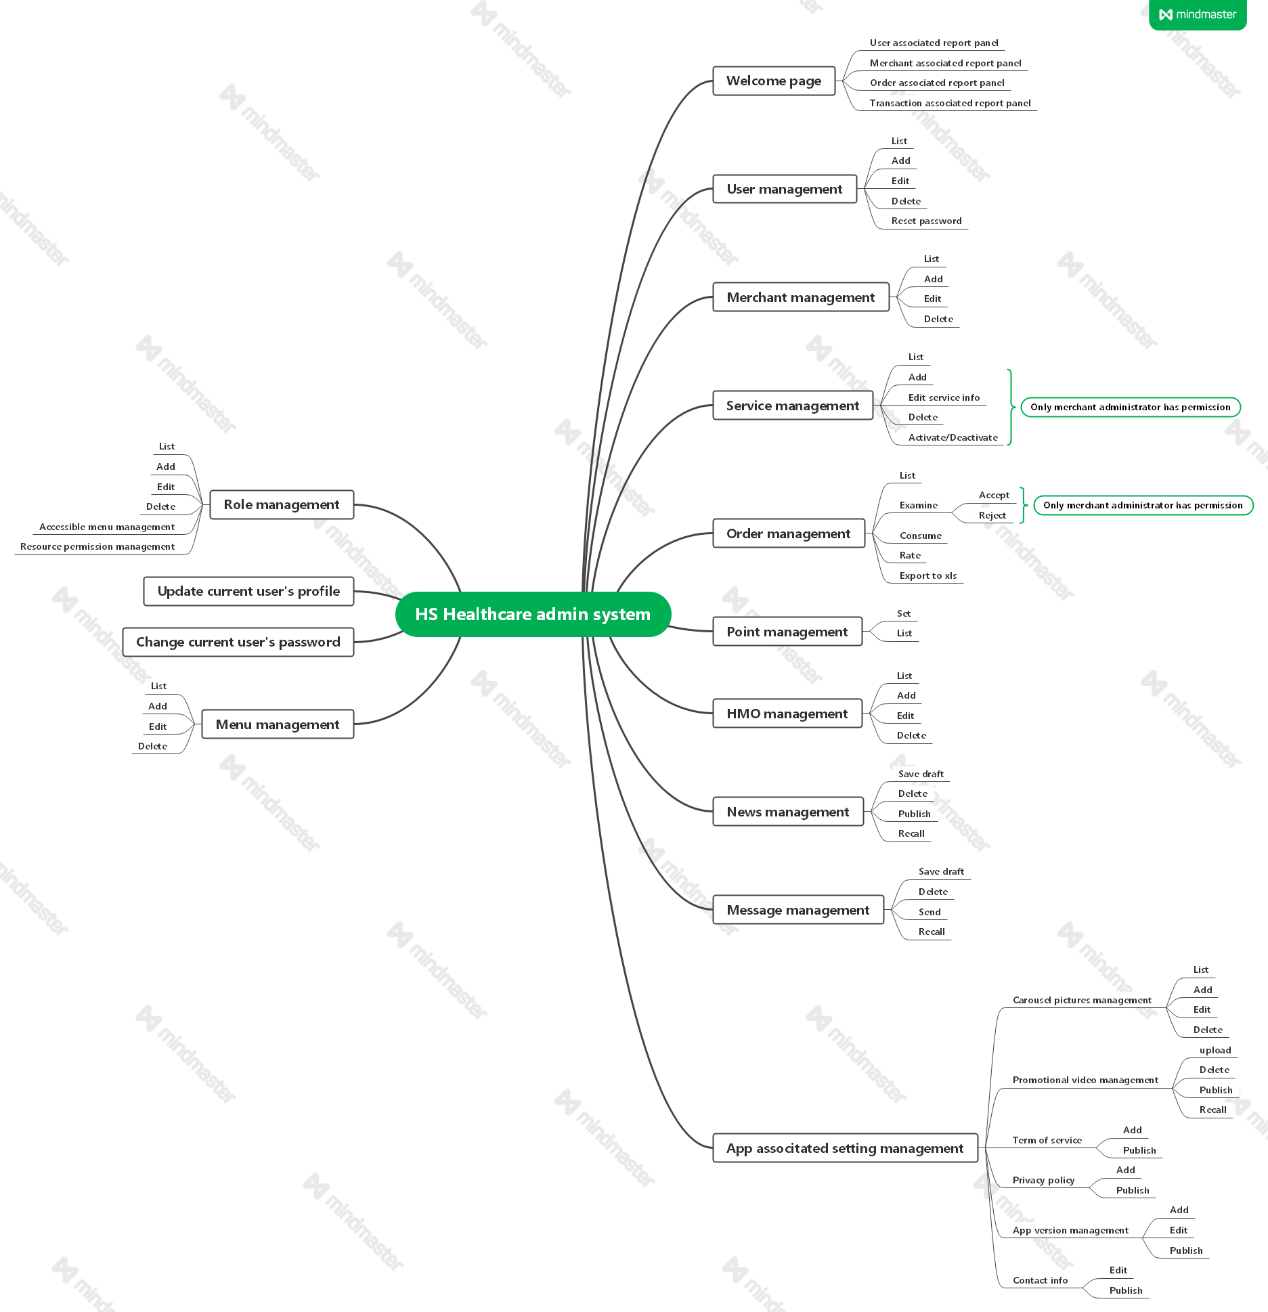 mindmaster
HS Healthcare admin system
Welcome page
User associated report panel
Merchant associated report panel
Order associated report panel
Transaction associated report panel
User management
List
Add
Edit
Delete
Reset password
Merchant management
List
Add
Edit
Delete
Service management
List
Add
Edit service info
Delete
Activate/Deactivate
Only merchant administrator has permission
Order management
List
Examine
Accept
Reject
Only merchant administrator has permission
Consume
Rate
Export to xls
Point management
Set
List
HMO management
List
Add
Edit
Delete
News management
Save draft
Delete
Publish
Recall
Message management
Save draft
Delete
Send
Recall
App associtated setting management
Carousel pictures management
List
Add
Edit
Delete
Promotional video management
upload
Delete
Publish
Recall
Term of service
Add
Publish
Privacy policy
Add
Publish
App version management
Add
Edit
Publish
Contact info
Edit
Publish
Role management
List
Add
Edit
Delete
Accessible menu management
Resource permission management
Update current user's profile
Change current user's password
Menu management
List
Add
Edit
Delete